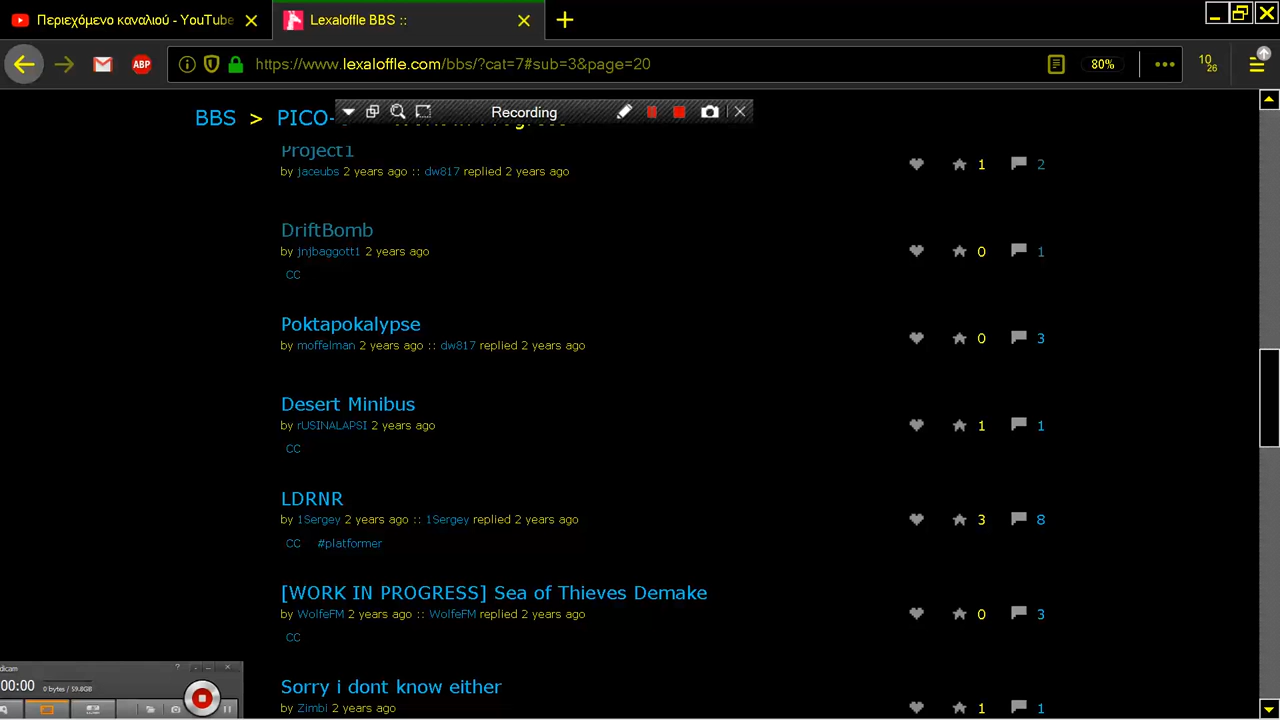 Περιεχόμενο καναλιού - YouTube
Lexaloffle BBS ::
ABP
https://www.lexaloffle.com/bbs/?cat=7#sub=3&page=20
80%
10
26
BBS > PICO-
Recording
Project1
by jaceubs 2 years ago :: dw817 replied 2 years ago
1 2
DriftBomb
by jnjbaggott1 2 years ago
0 1
CC
Poktapokalypse
by moffelman 2 years ago :: dw817 replied 2 years ago
0 3
Desert Minibus
by rUSINALAPSI 2 years ago
1 1
CC
LDRNR
by 1Sergey 2 years ago :: 1Sergey replied 2 years ago
3 8
CC #platformer
[WORK IN PROGRESS] Sea of Thieves Demake
by WolfeFM 2 years ago :: WolfeFM replied 2 years ago
0 3
CC
dicam
00:00
0 bytes / 59.8GB
Sorry i dont know either
by Zimbi 2 years ago
1 1